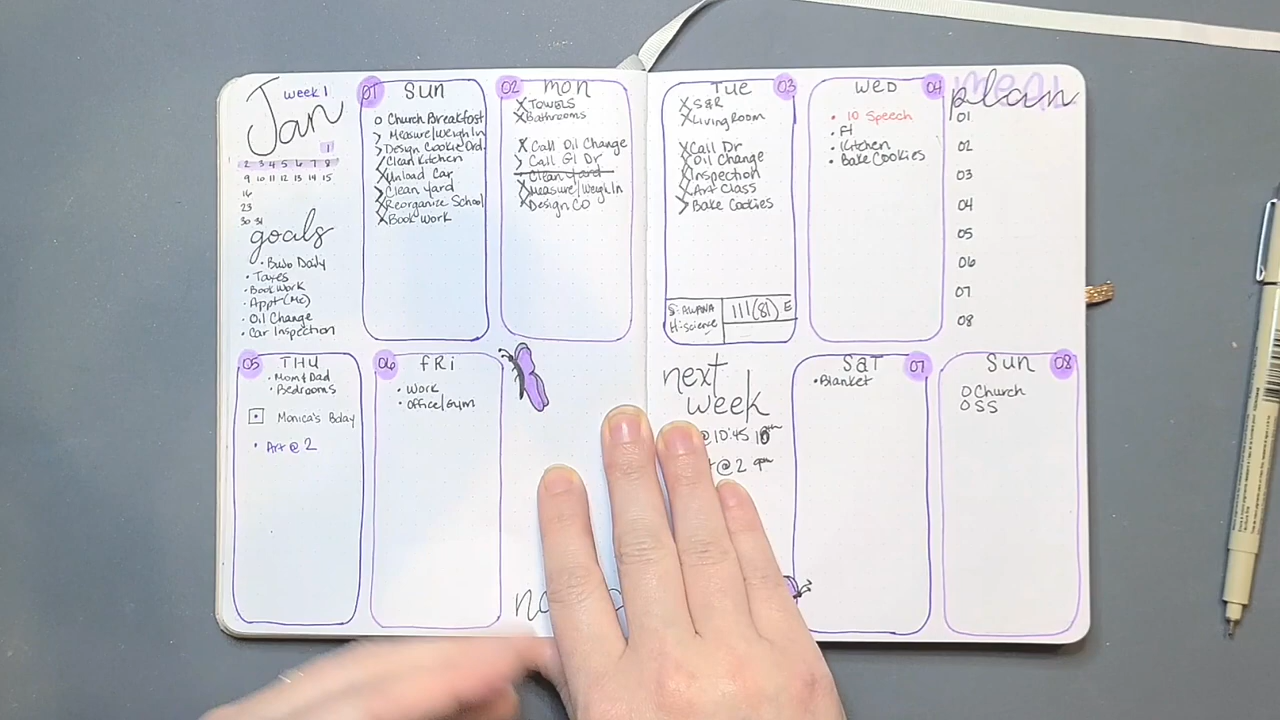 Jan
week 1
1
2 3 4 5 6 7 8
9 10 11 12 13 14 15
16
23
30 31
goals
• BuJo Daily
• Taxes
• Book Work
• Appt (Me)
• Oil Change
• Car Inspection
01 Sun
Church Breakfast
Measure/Weigh In
Design Cookie Ord.
Clean Kitchen
Unload Car
Clean Yard
Reorganize School
Book Work
02 mon
Towels
Bathrooms
Call Oil Change
Call GI Dr
Clean Yard
Measure/Weigh In
Design CO
Tue 03
S&R
Living Room
Call Dr
Oil Change
Inspection
Art Class
Bake Cookies
S: AWANA
H: science
111(81) E
Wed 04
• 10 Speech
• Kitchen
• Bake Cookies
mean
plan
01
02
03
04
05
06
07
08
05 THU
• Mom & Dad
• Bedrooms
Monica's Bday
• Art @ 2
06 fRi
• Work
• Office/Gym
next
week
@ 10:45
@ 2 9th
SaT 07
• Blanket
Sun 08
Church
SS